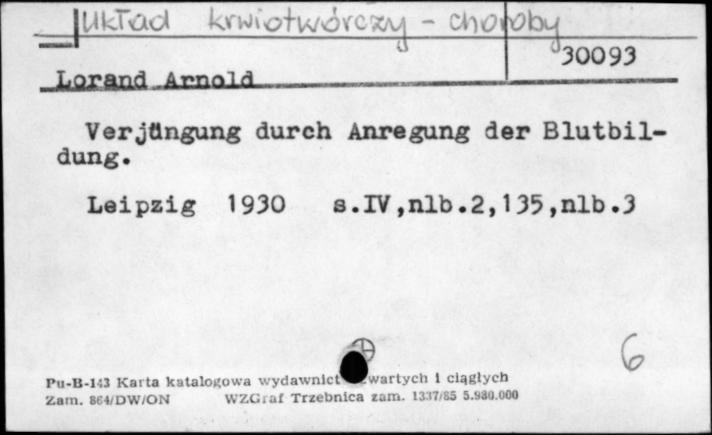 Układ krwiotwórczy - choroby
30093
Lorand Arnold
Verjüngung durch Anregung der Blutbil-
dung.
Leipzig 1930 s.IV,nlb.2,135,nlb.3
6
Pu-B-143 Karta katalogowa wydawnict zwartych i ciągłych
Zam. 864/DW/ON WZGraf Trzebnica zam. 1337/85 5.980.000